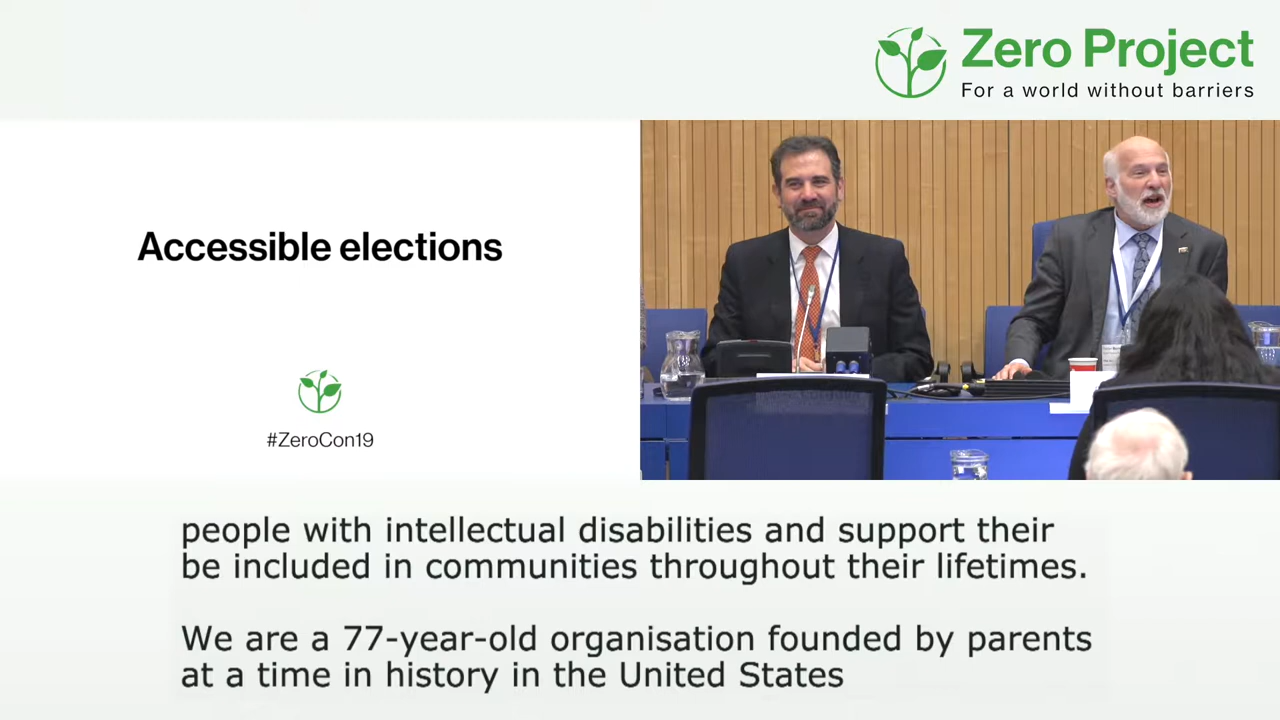 Zero Project
For a world without barriers
Accessible elections
#ZeroCon19
people with intellectual disabilities and support their
be included in communities throughout their lifetimes.
We are a 77-year-old organisation founded by parents
at a time in history in the United States